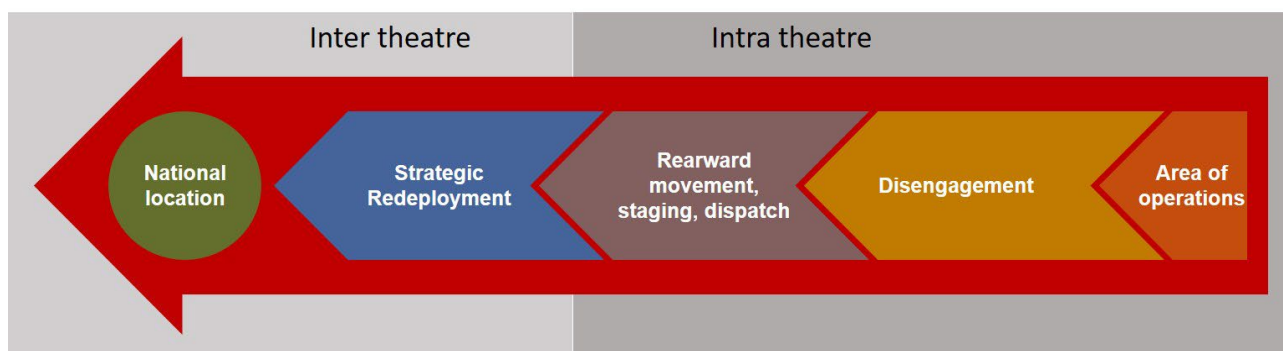 Inter theatre
Intra theatre
National
location
Strategic
Redeployment
Rearward
movement,
staging, dispatch
Disengagement
Area of
operations